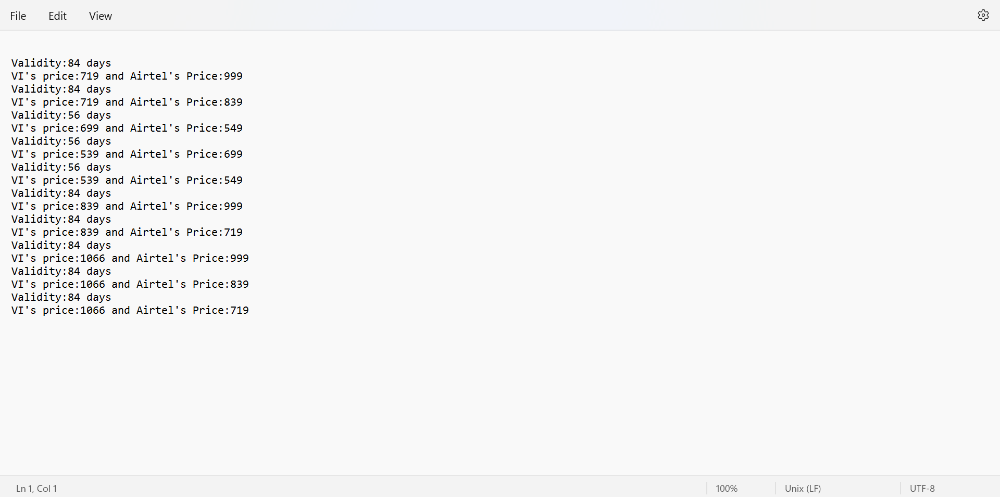 File Edit View
Validity:84 days
VI's price:719 and Airtel's Price:999
Validity:84 days
VI's price:719 and Airtel's Price:839
Validity:56 days
VI's price:699 and Airtel's Price:549
Validity:56 days
VI's price:539 and Airtel's Price:699
Validity:56 days
VI's price:539 and Airtel's Price:549
Validity:84 days
VI's price:839 and Airtel's Price:999
Validity:84 days
VI's price:839 and Airtel's Price:719
Validity:84 days
VI's price:1066 and Airtel's Price:999
Validity:84 days
VI's price:1066 and Airtel's Price:839
Validity:84 days
VI's price:1066 and Airtel's Price:719
Ln 1, Col 1 100% Unix (LF) UTF-8